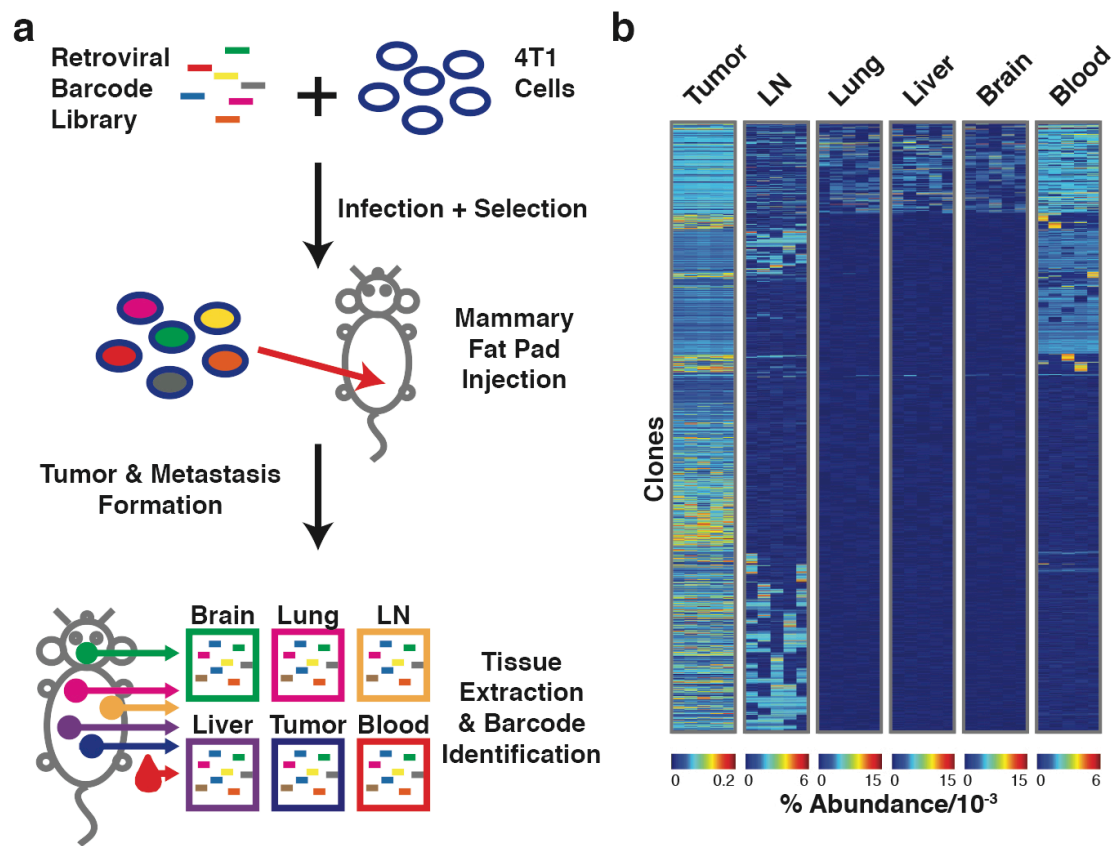 a
Retroviral
Barcode
Library
+
4T1
Cells
Infection + Selection
Mammary
Fat Pad
Injection
Tumor & Metastasis
Formation
Brain Lung LN
Liver Tumor Blood
Tissue
Extraction
& Barcode
Identification
b
Tumor LN Lung Liver Brain Blood
Clones
0 0.2 0 6 0 15 0 15 0 15 0 6
% Abundance/10⁻³